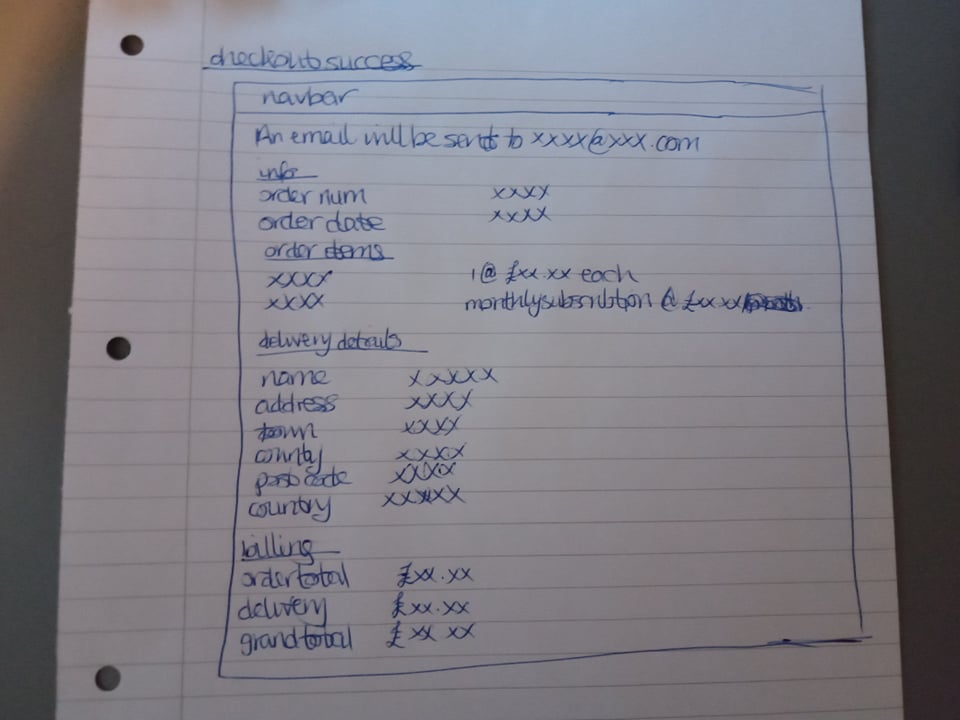 checkout success
navbar
An email will be sent to xxxx@xxx.com
info
order num xxxx
order date xxxx
order items
xxxx 1 @ £xx.xx each
xxxx monthly subscription @ £xx.xx
delivery details
name xxxxx
address xxxx
town xxxx
county xxxx
post code xxxx
country xxxxx
billing
order total £xx.xx
delivery £xx.xx
grand total £xx xx